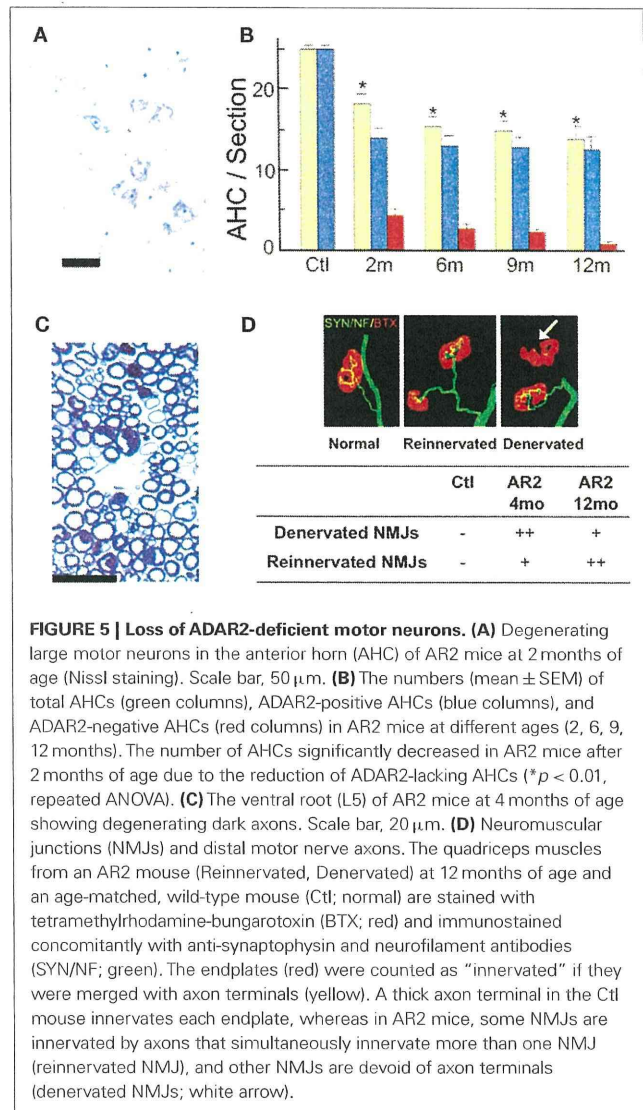 A
B
AHC / Section
20
10
0
Ctl 2m 6m 9m 12m
* * * *
C
D
SYN/NF/BTX
Normal Reinnervated Denervated
Ctl AR2 AR2
4mo 12mo
Denervated NMJs - ++ +
Reinnervated NMJs - + ++
FIGURE 5 | Loss of ADAR2-deficient motor neurons. (A) Degenerating
large motor neurons in the anterior horn (AHC) of AR2 mice at 2 months of
age (Nissl staining). Scale bar, 50 μm. (B) The numbers (mean ± SEM) of
total AHCs (green columns), ADAR2-positive AHCs (blue columns), and
ADAR2-negative AHCs (red columns) in AR2 mice at different ages (2, 6, 9,
12 months). The number of AHCs significantly decreased in AR2 mice after
2 months of age due to the reduction of ADAR2-lacking AHCs (*p < 0.01,
repeated ANOVA). (C) The ventral root (L5) of AR2 mice at 4 months of age
showing degenerating dark axons. Scale bar, 20 μm. (D) Neuromuscular
junctions (NMJs) and distal motor nerve axons. The quadriceps muscles
from an AR2 mouse (Reinnervated, Denervated) at 12 months of age and
an age-matched, wild-type mouse (Ctl; normal) are stained with
tetramethylrhodamine-bungarotoxin (BTX; red) and immunostained
concomitantly with anti-synaptophysin and neurofilament antibodies
(SYN/NF; green). The endplates (red) were counted as “innervated” if they
were merged with axon terminals (yellow). A thick axon terminal in the Ctl
mouse innervates each endplate, whereas in AR2 mice, some NMJs are
innervated by axons that simultaneously innervate more than one NMJ
(reinnervated NMJ), and other NMJs are devoid of axon terminals
(denervated NMJs; white arrow).